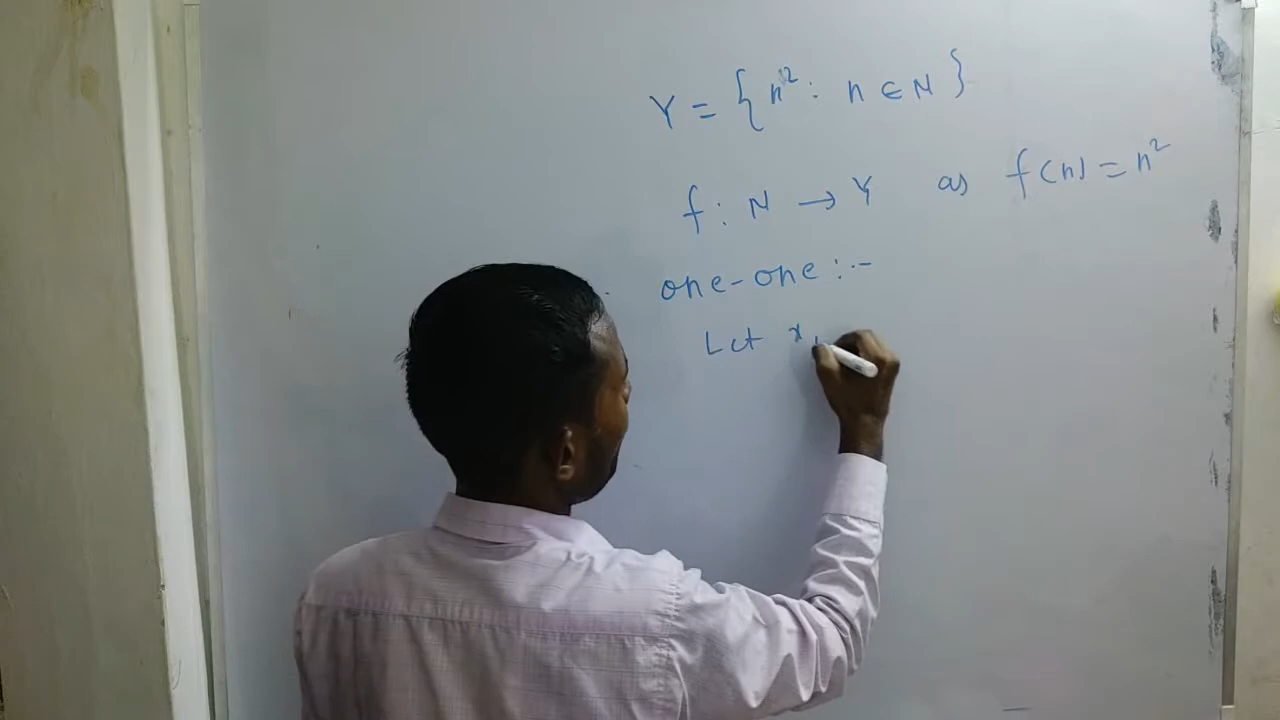 Y = { n² : n ∈ N }
f : N → Y as f(n) = n²
one-one :-
Let x